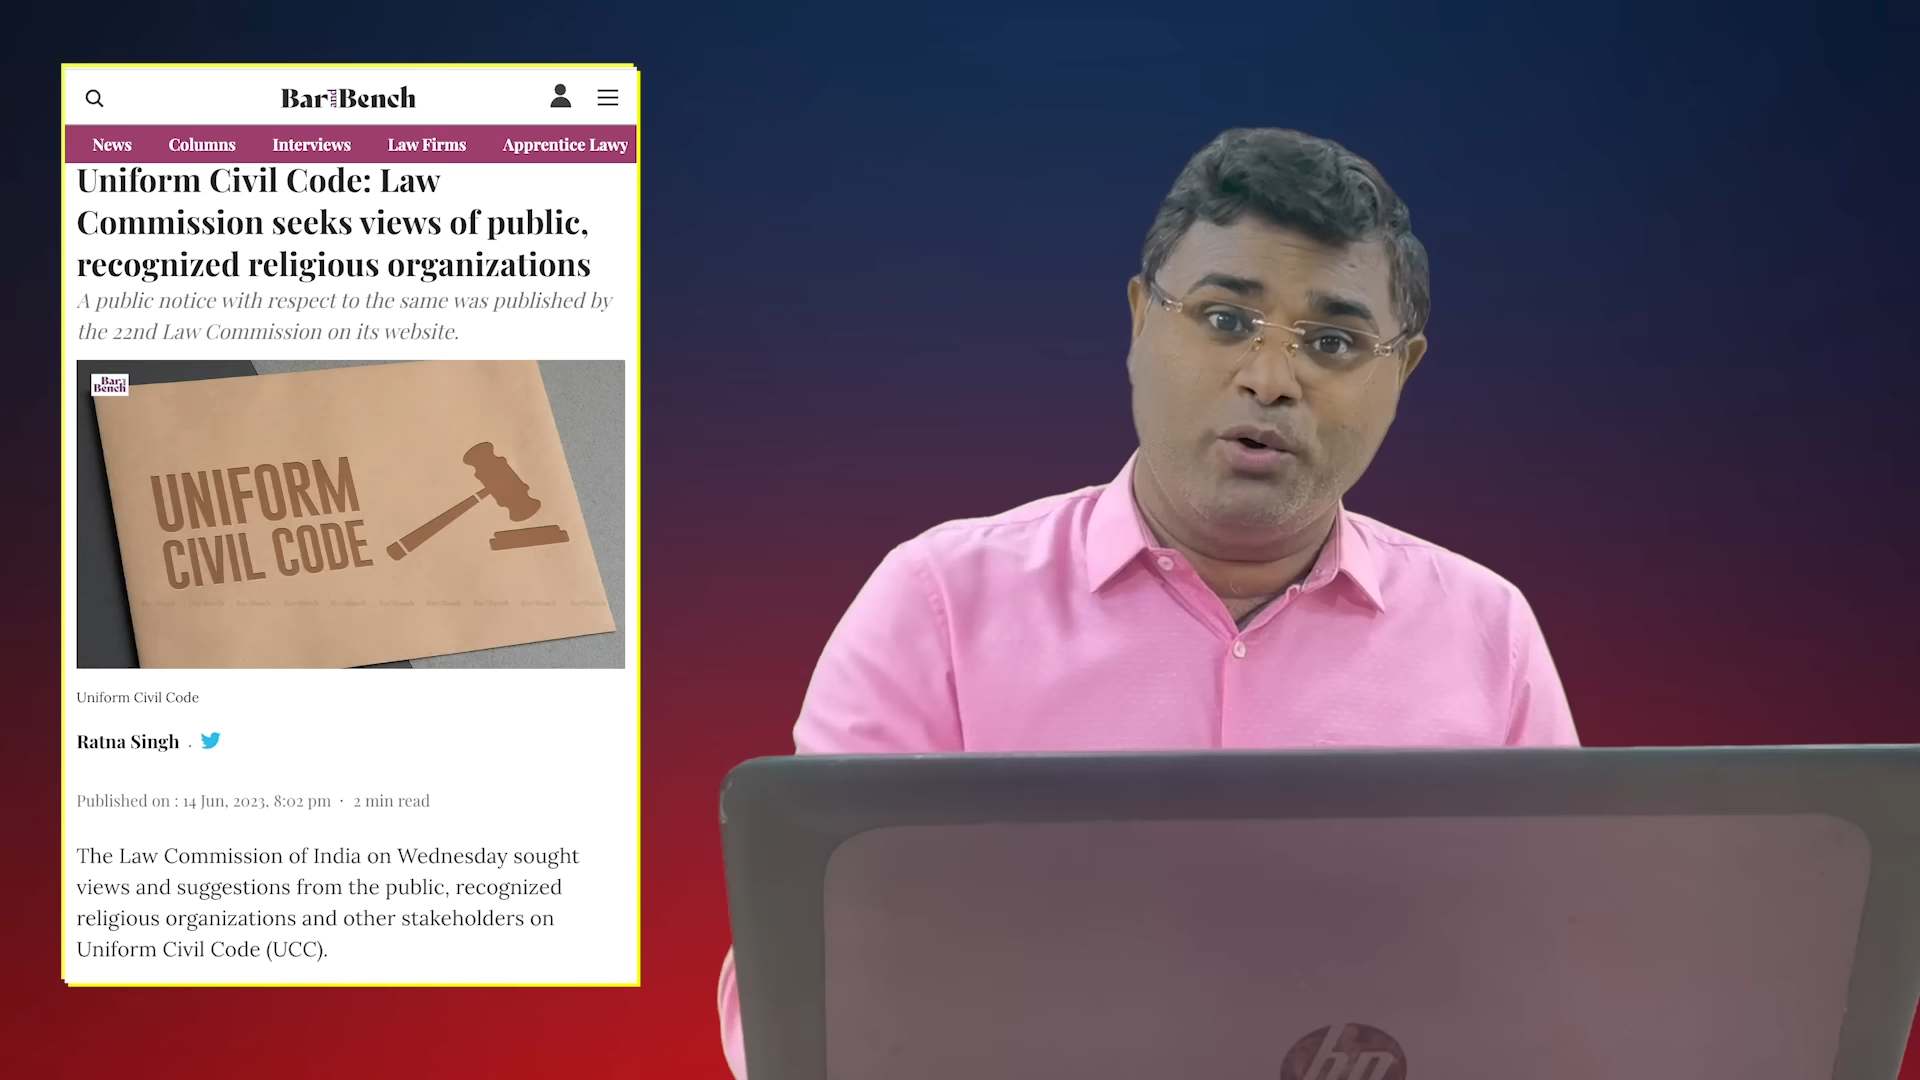 Bar and Bench
News Columns Interviews Law Firms Apprentice Lawy
Uniform Civil Code: Law
Commission seeks views of public,
recognized religious organizations
A public notice with respect to the same was published by
the 22nd Law Commission on its website.
Bar and Bench
UNIFORM
CIVIL CODE
Uniform Civil Code
Ratna Singh .
Published on : 14 Jun, 2023, 8:02 pm · 2 min read
The Law Commission of India on Wednesday sought
views and suggestions from the public, recognized
religious organizations and other stakeholders on
Uniform Civil Code (UCC).
hp